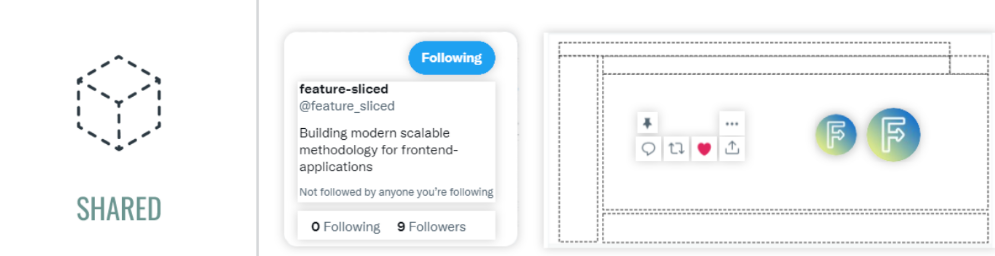 SHARED
Following
feature-sliced
@feature_sliced
Building modern scalable
methodology for frontend-
applications
Not followed by anyone you're following
0 Following 9 Followers